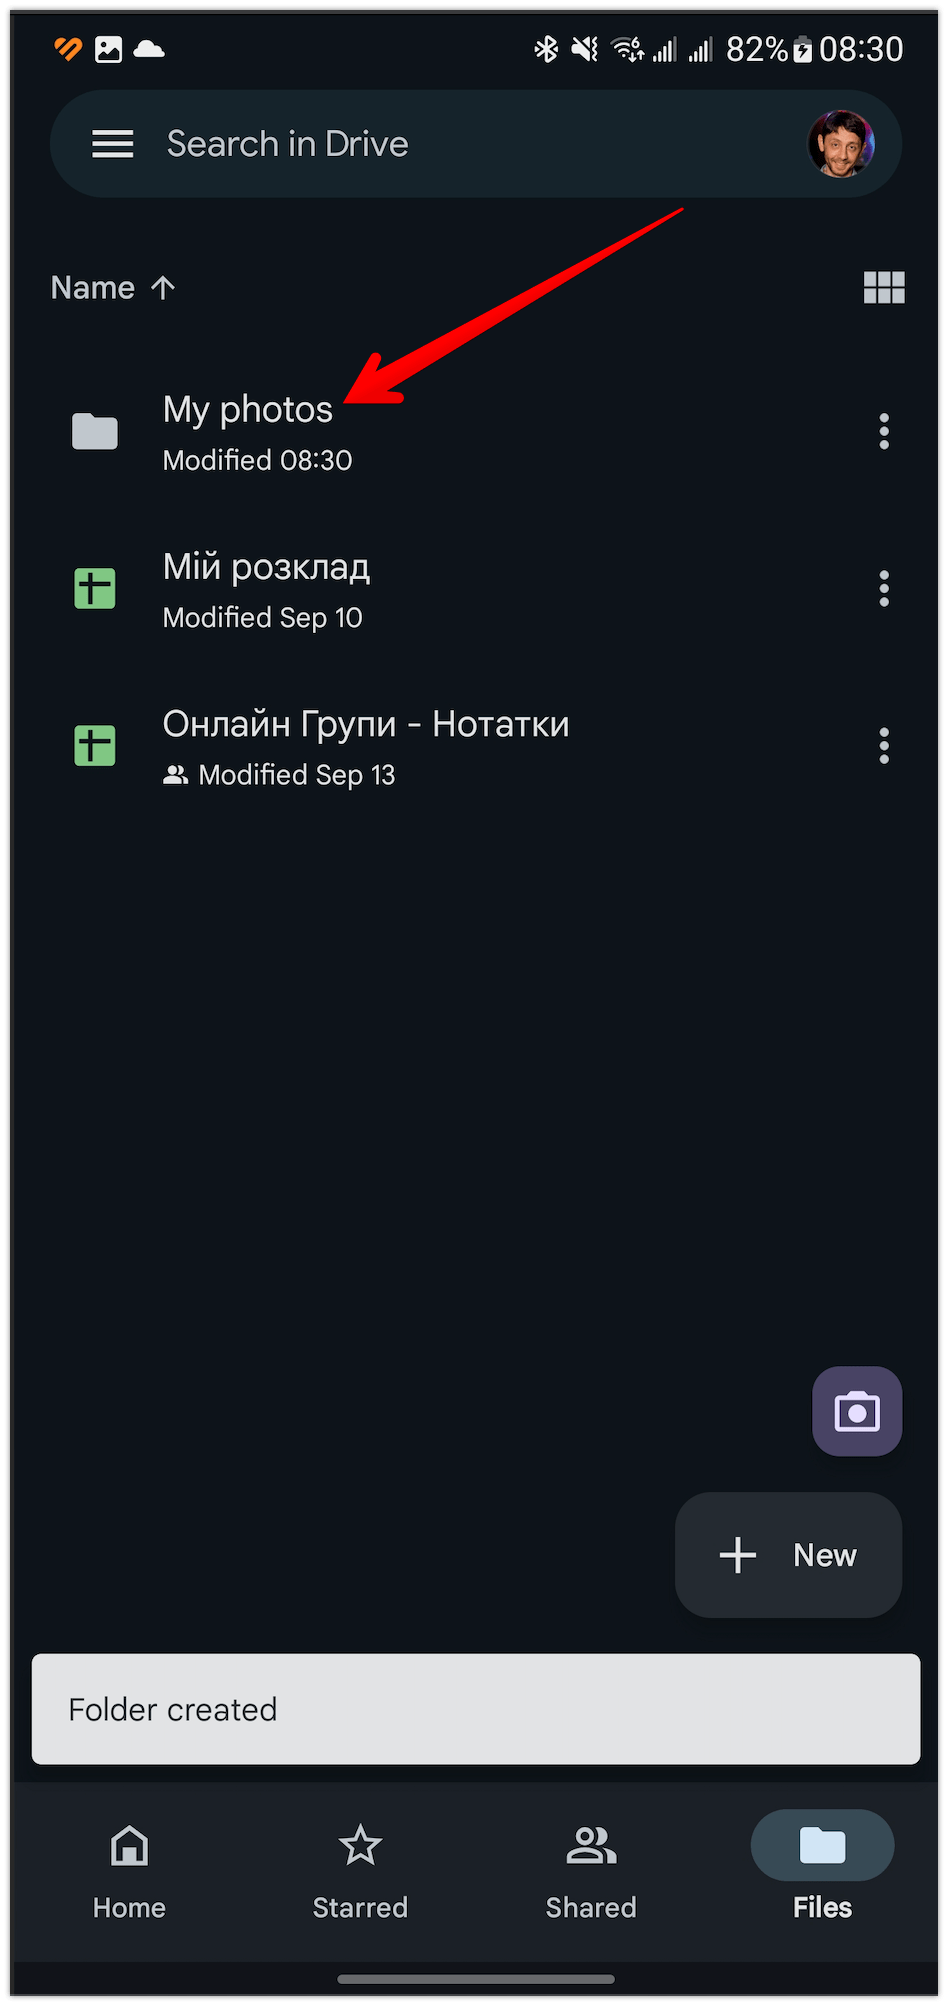 82% 08:30
Search in Drive
Name
My photos
Modified 08:30
Мій розклад
Modified Sep 10
Онлайн Групи - Нотатки
Modified Sep 13
New
Folder created
Home
Starred
Shared
Files